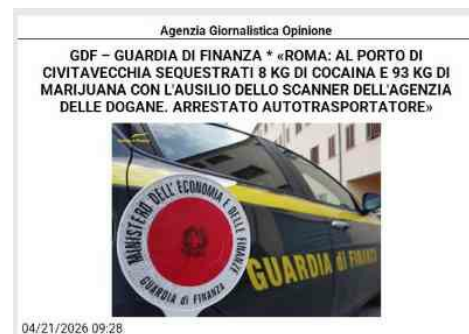 Agenzia Giornalistica Opinione
GDF – GUARDIA DI FINANZA * «ROMA: AL PORTO DI
CIVITAVECCHIA SEQUESTRATI 8 KG DI COCAINA E 93 KG DI
MARIJUANA CON L'AUSILIO DELLO SCANNER DELL'AGENZIA
DELLE DOGANE. ARRESTATO AUTOTRASPORTATORE»
MINISTERO DELL'ECONOMIA E DELLE FINANZE
GUARDIA di FINANZA
GUARDIA di FINANZA
04/21/2026 09:28